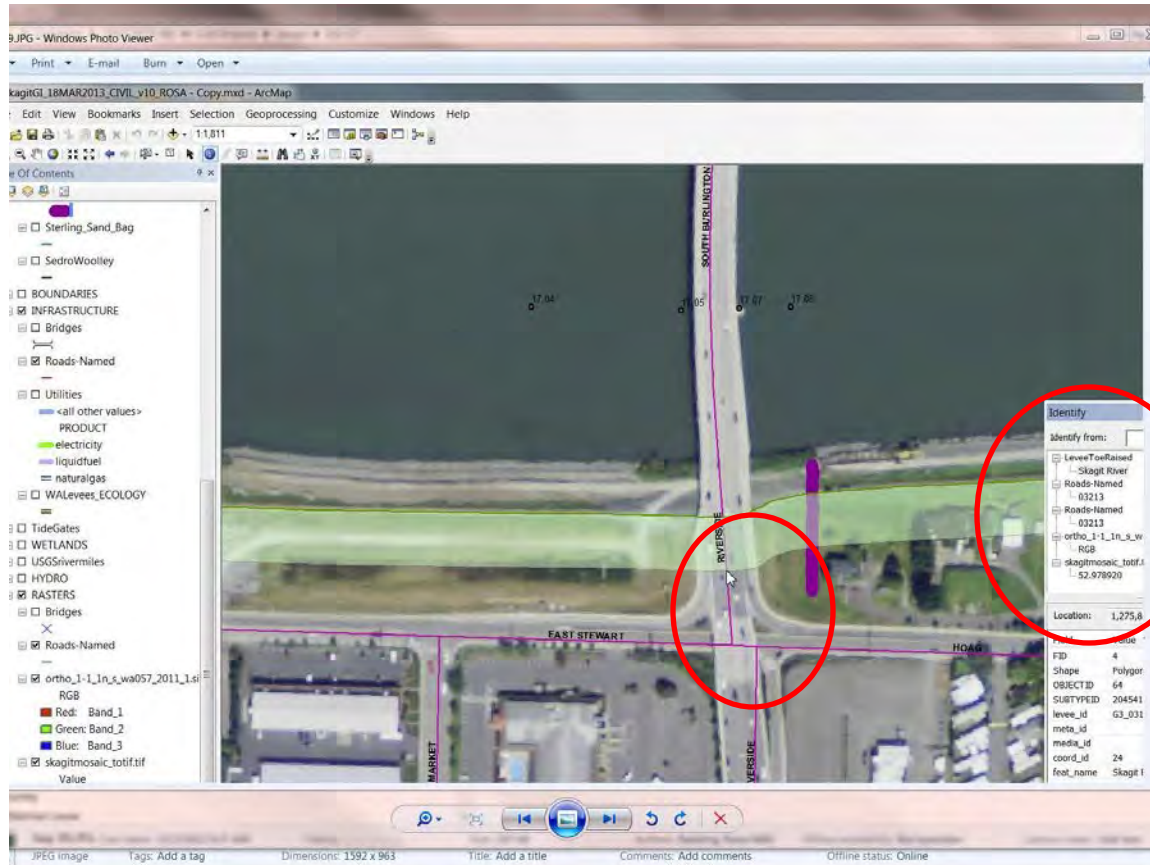 9.JPG - Windows Photo Viewer
Print E-mail Burn Open
kagitGI_18MAR2013_CIVIL_v10_ROSA - Copy.mxd - ArcMap
Edit View Bookmarks Insert Selection Geoprocessing Customize Windows Help
1:1,811
e Of Contents
Sterling_Sand_Bag
SedroWoolley
BOUNDARIES
INFRASTRUCTURE
Bridges
Roads-Named
Utilities
<all other values>
PRODUCT
electricity
liquidfuel
naturalgas
WALevees_ECOLOGY
TideGates
WETLANDS
USGSrivermiles
HYDRO
RASTERS
Bridges
Roads-Named
ortho_1-1_1n_s_wa057_2011_1.si
RGB
Red: Band_1
Green: Band_2
Blue: Band_3
skagitmosaic_totif.tif
Value
SOUTH BURLINGTON
17.04
17.05
17.07
17.08
RIVERSIDE
EAST STEWART
HOAG
MARKET
VERSIDE
Identify
Identify from:
LeveeToeRaised
Skagit River
Roads-Named
03213
Roads-Named
03213
ortho_1-1_1n_s_w
RGB
skagitmosaic_totif.t
52.978920
Location: 1,275,8
FID 4
Shape Polygor
OBJECTID 64
SUBTYPEID 204541
levee_id G3_031
meta_id
media_id
coord_id 24
feat_name Skagit
JPEG image Tags: Add a tag Dimensions: 1592 x 963 Title: Add a title Comments: Add comments Offline status: Online